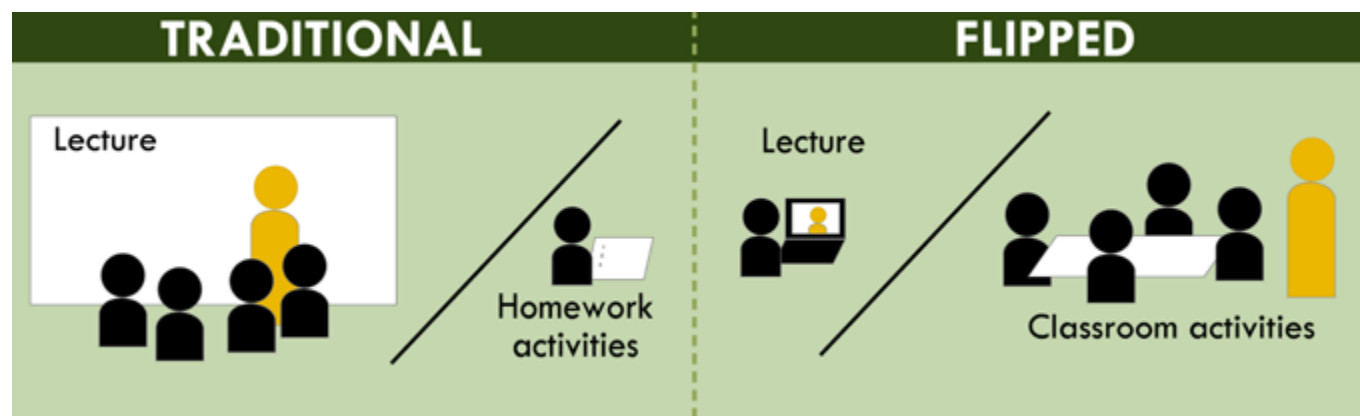 TRADITIONAL
Lecture
Homework
activities
FLIPPED
Lecture
Classroom activities